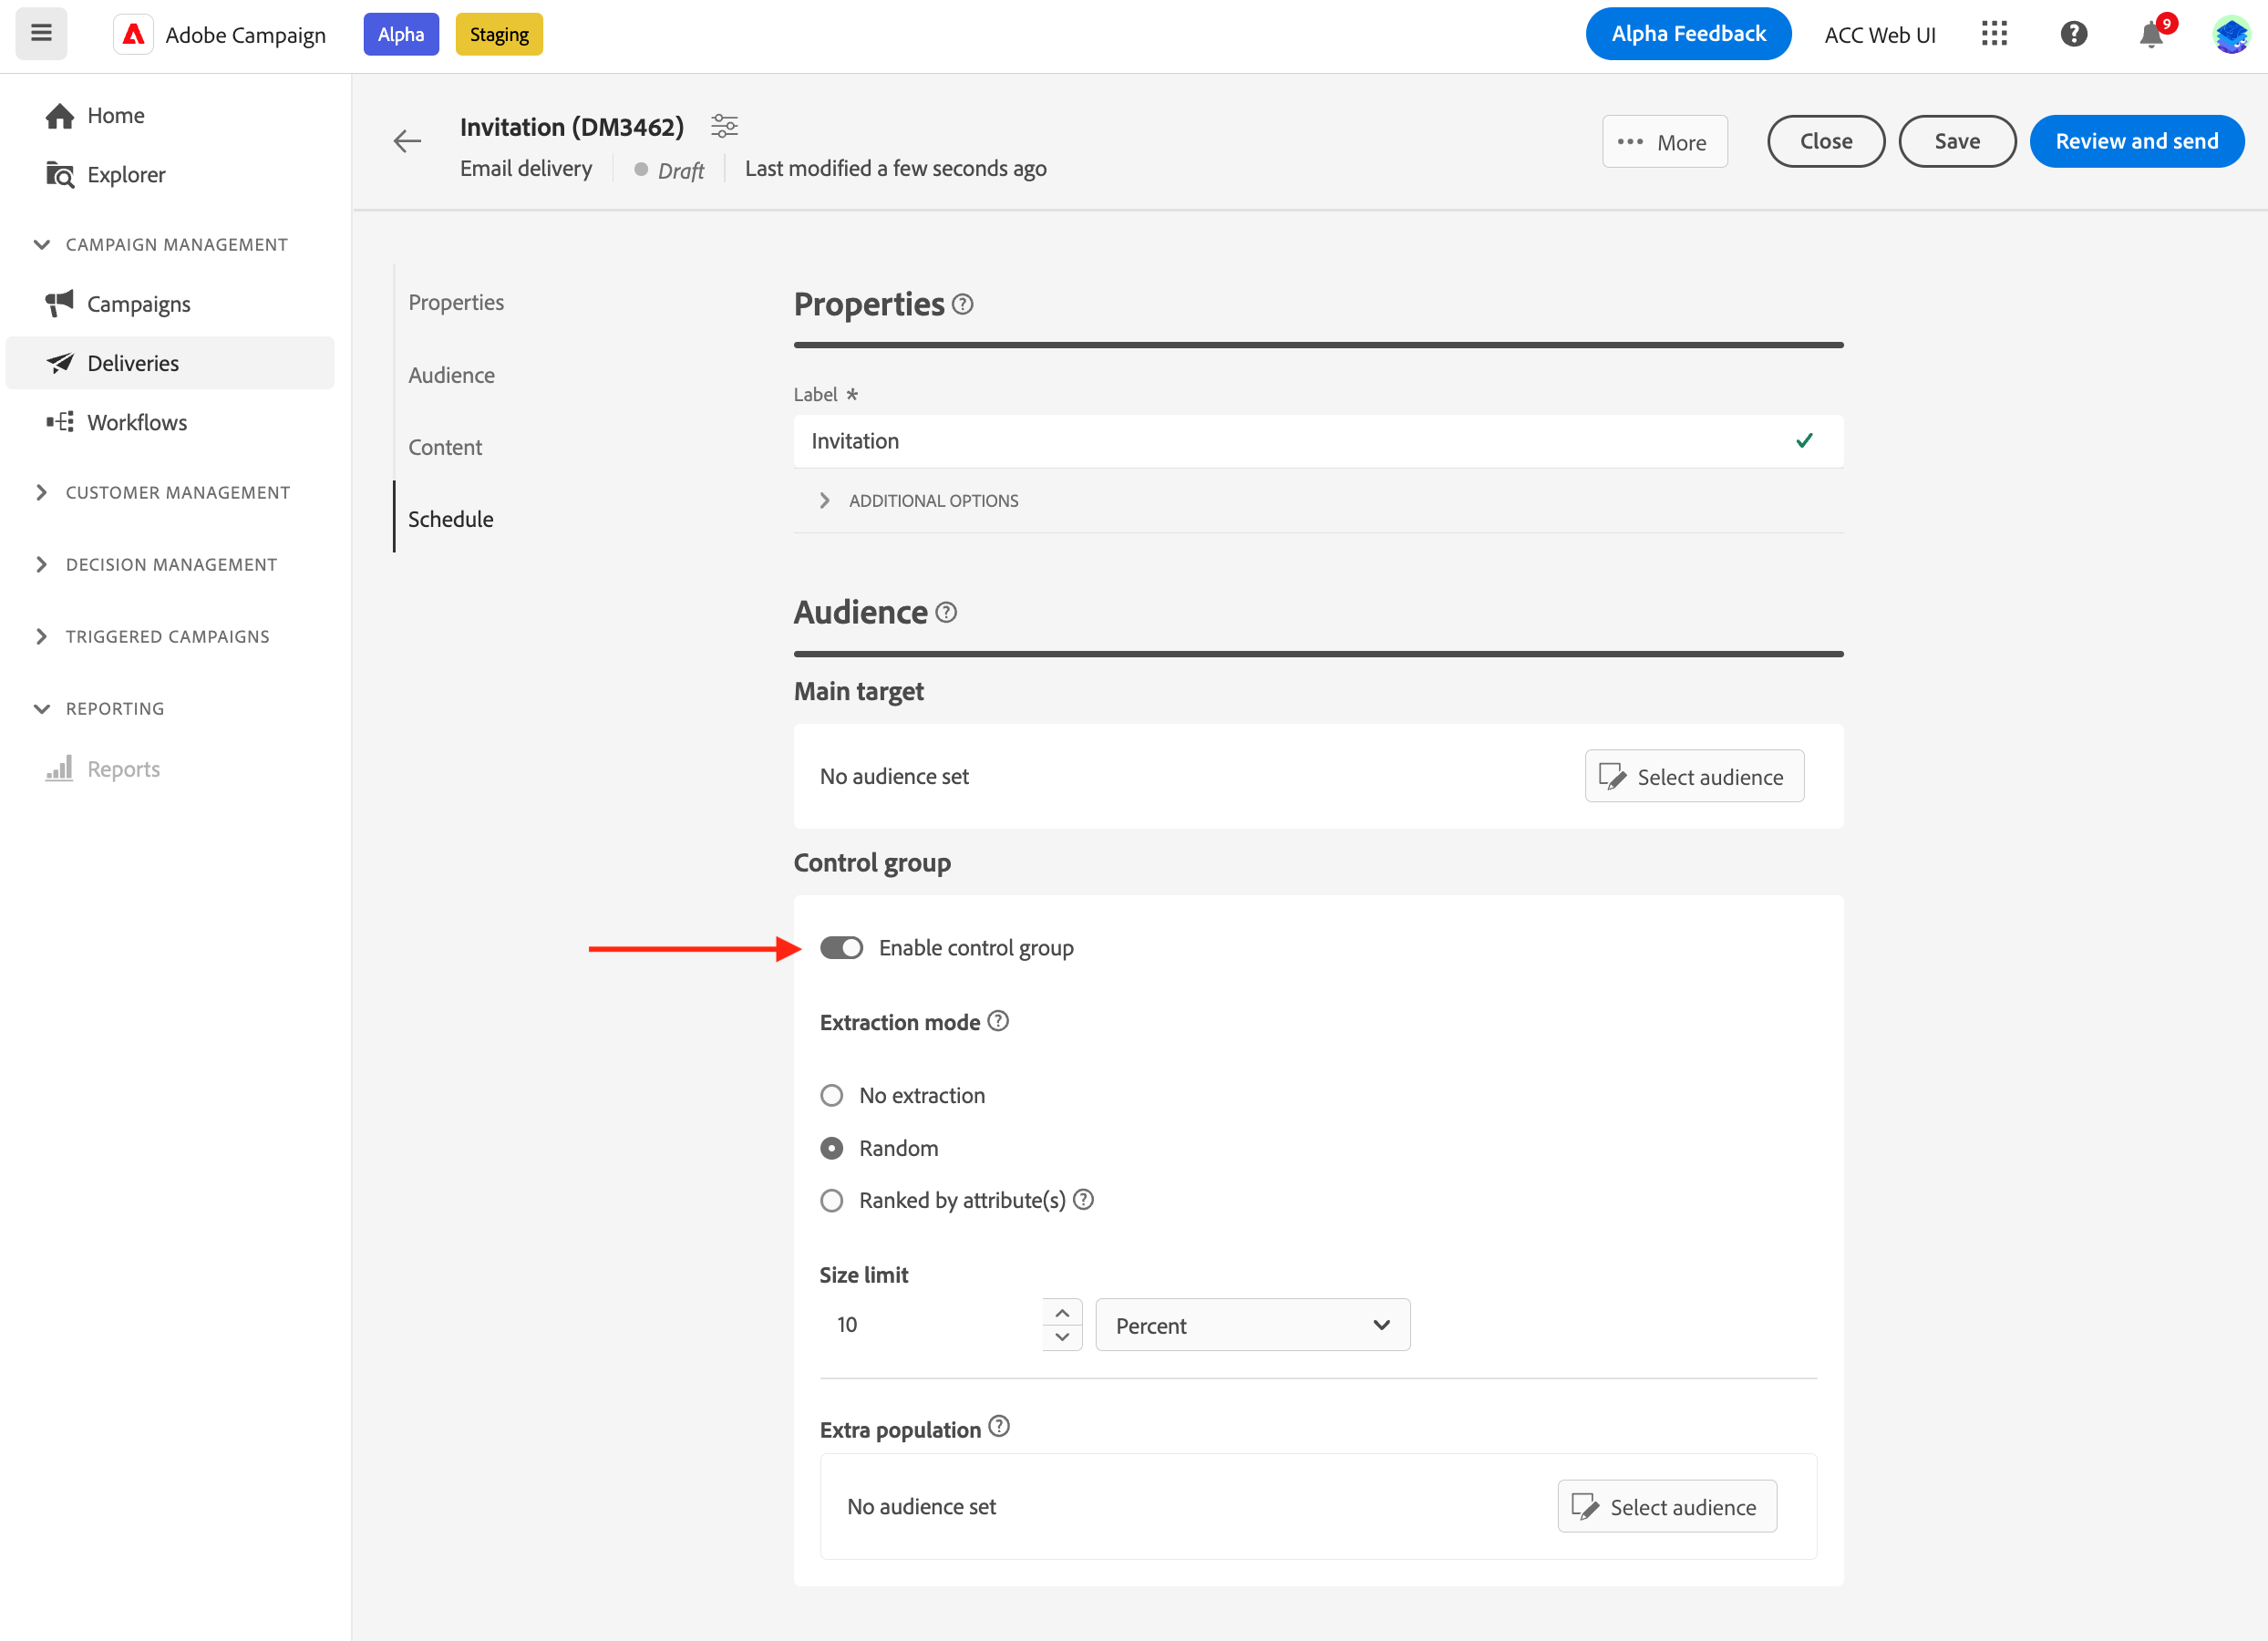 Adobe Campaign
Alpha
Staging
Alpha Feedback
ACC Web UI
9
Home
Explorer
CAMPAIGN MANAGEMENT
Campaigns
Deliveries
Workflows
CUSTOMER MANAGEMENT
DECISION MANAGEMENT
TRIGGERED CAMPAIGNS
REPORTING
Reports
Invitation (DM3462)
Email delivery
Draft
Last modified a few seconds ago
More
Close
Save
Review and send
Properties
Audience
Content
Schedule
Properties
Label *
Invitation
ADDITIONAL OPTIONS
Audience
Main target
No audience set
Select audience
Control group
Enable control group
Extraction mode
No extraction
Random
Ranked by attribute(s)
Size limit
10
Percent
Extra population
No audience set
Select audience